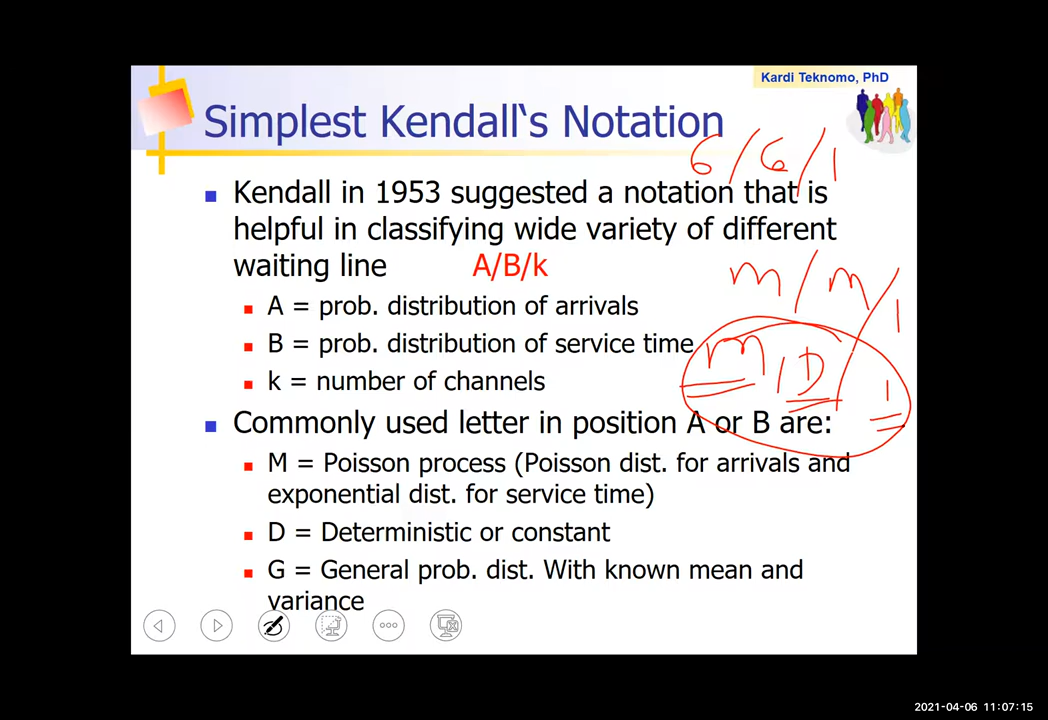 Kardi Teknomo, PhD
Simplest Kendall‘s Notation
G/G/1
Kendall in 1953 suggested a notation that is
helpful in classifying wide variety of different
waiting line A/B/k
m/m/1
A = prob. distribution of arrivals
B = prob. distribution of service time
m/D/1
k = number of channels
Commonly used letter in position A or B are:
M = Poisson process (Poisson dist. for arrivals and
exponential dist. for service time)
D = Deterministic or constant
G = General prob. dist. With known mean and
variance
2021-04-06 11:07:15